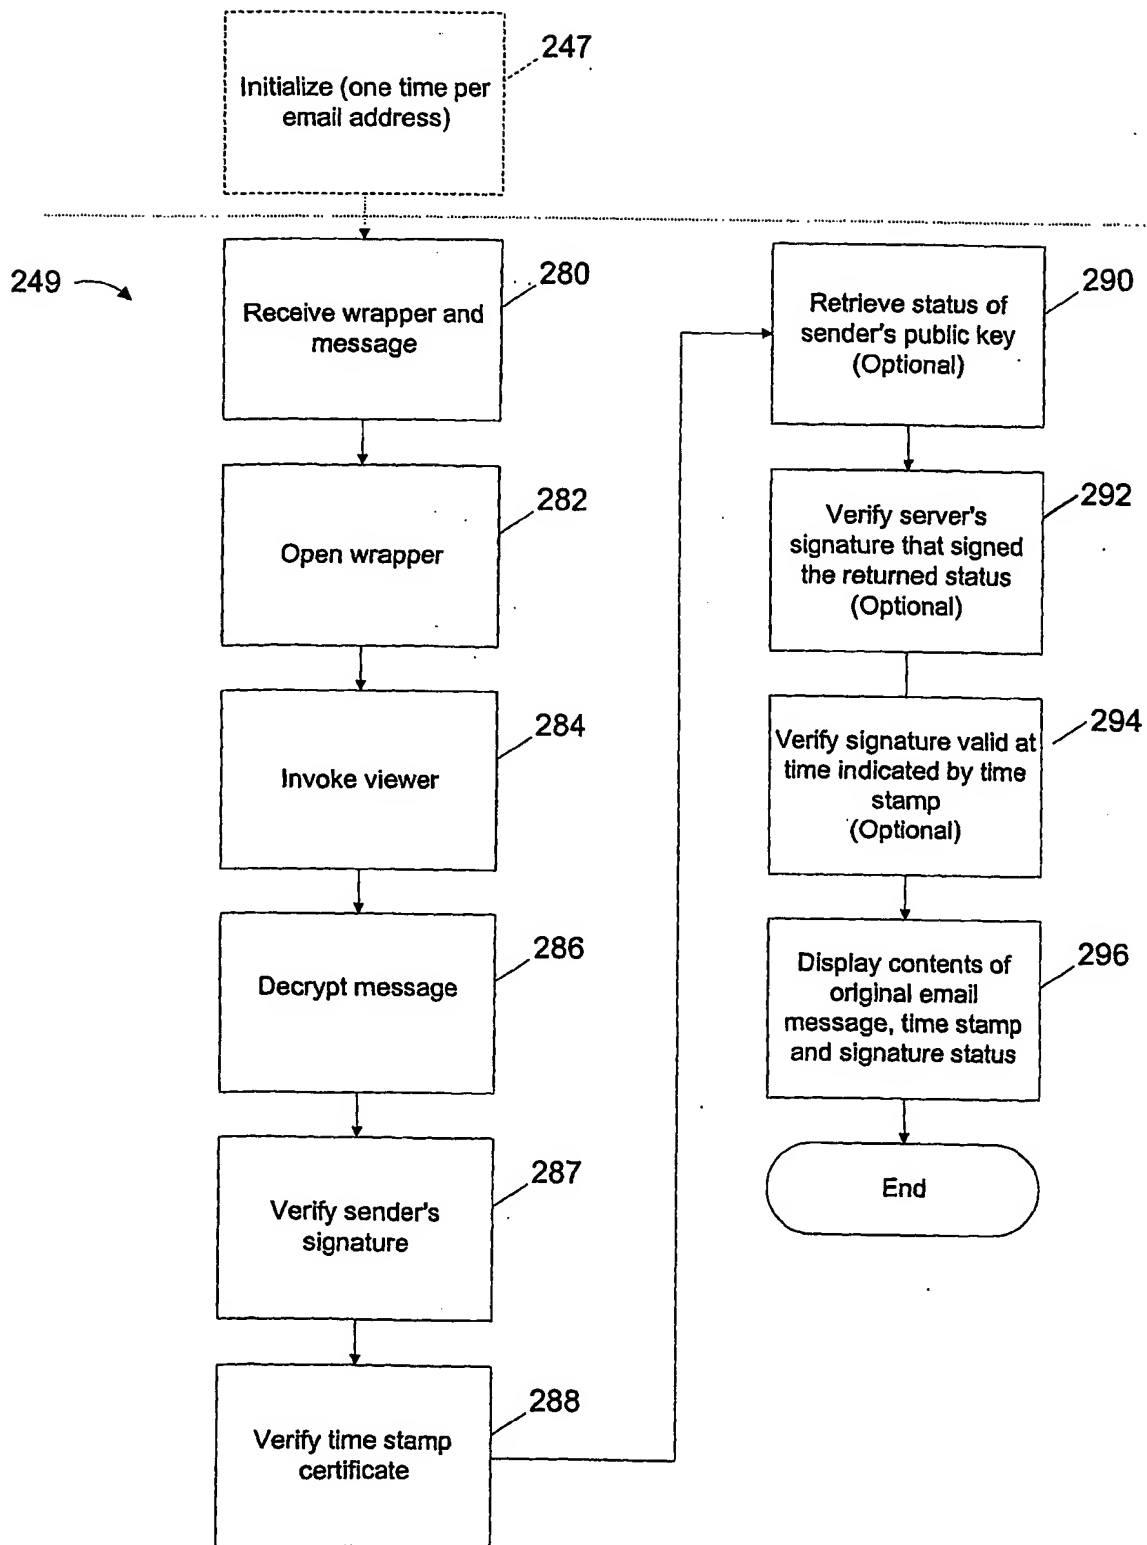 247
Initialize (one time per
email address)
249
280
Receive wrapper and
message
282
Open wrapper
284
Invoke viewer
286
Decrypt message
287
Verify sender's
signature
288
Verify time stamp
certificate
290
Retrieve status of
sender's public key
(Optional)
292
Verify server's
signature that signed
the returned status
(Optional)
294
Verify signature valid at
time indicated by time
stamp
(Optional)
296
Display contents of
original email
message, time stamp
and signature status
End